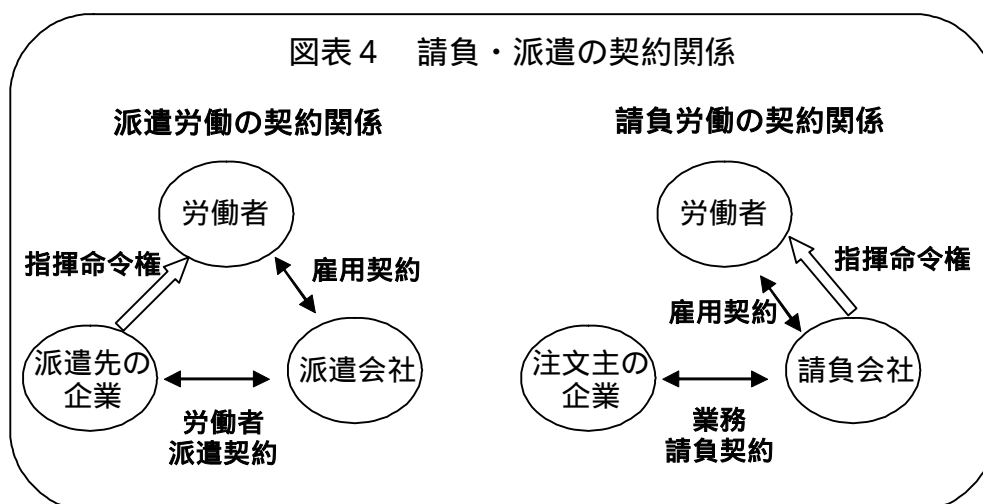 図表4　請負・派遣の契約関係
派遣労働の契約関係
労働者
指揮命令権
雇用契約
派遣先の
企業
派遣会社
労働者
派遣契約
請負労働の契約関係
労働者
指揮命令権
雇用契約
注文主の
企業
請負会社
業務
請負契約